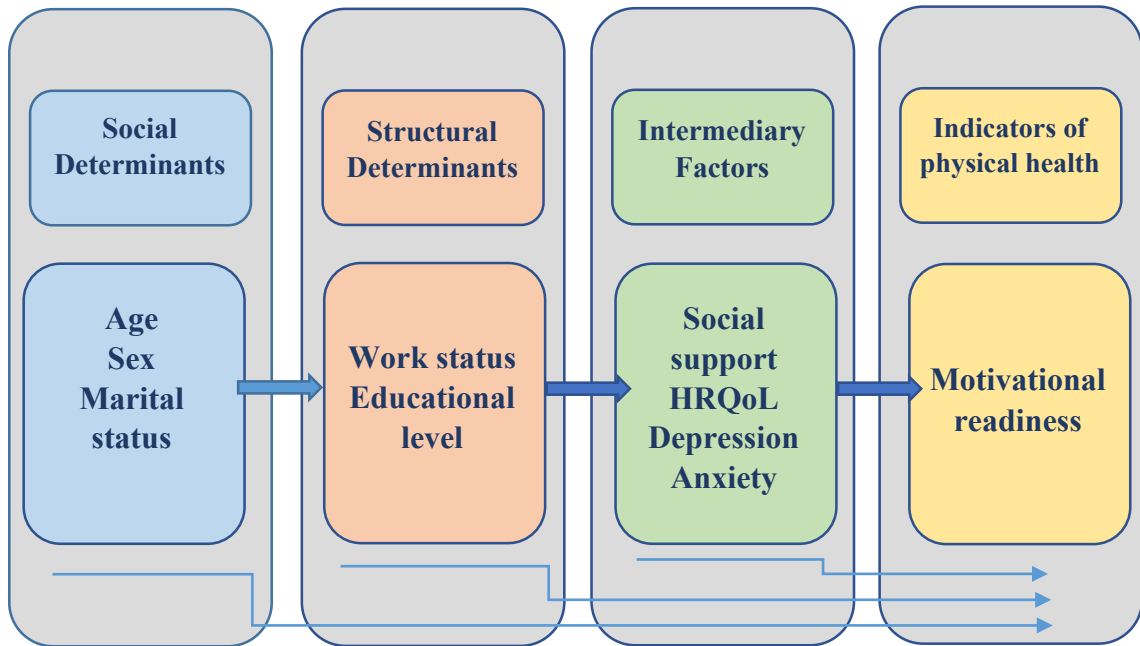 Social
Determinants
Structural
Determinants
Intermediary
Factors
Indicators of
physical health
Age
Sex
Marital
status
Work status
Educational
level
Social
support
HRQoL
Depression
Anxiety
Motivational
readiness